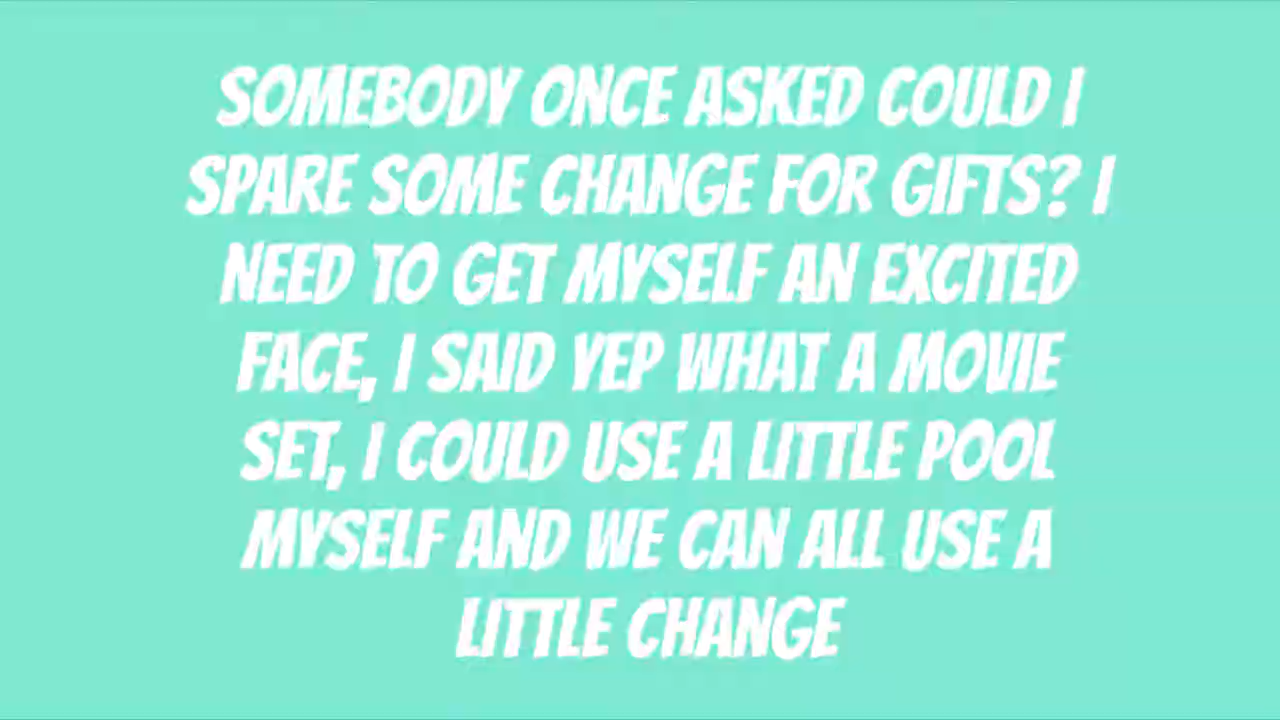 SOMEBODY ONCE ASKED COULD I
SPARE SOME CHANGE FOR GIFTS? I
NEED TO GET MYSELF AN EXCITED
FACE, I SAID YEP WHAT A MOVIE
SET, I COULD USE A LITTLE POOL
MYSELF AND WE CAN ALL USE A
LITTLE CHANGE